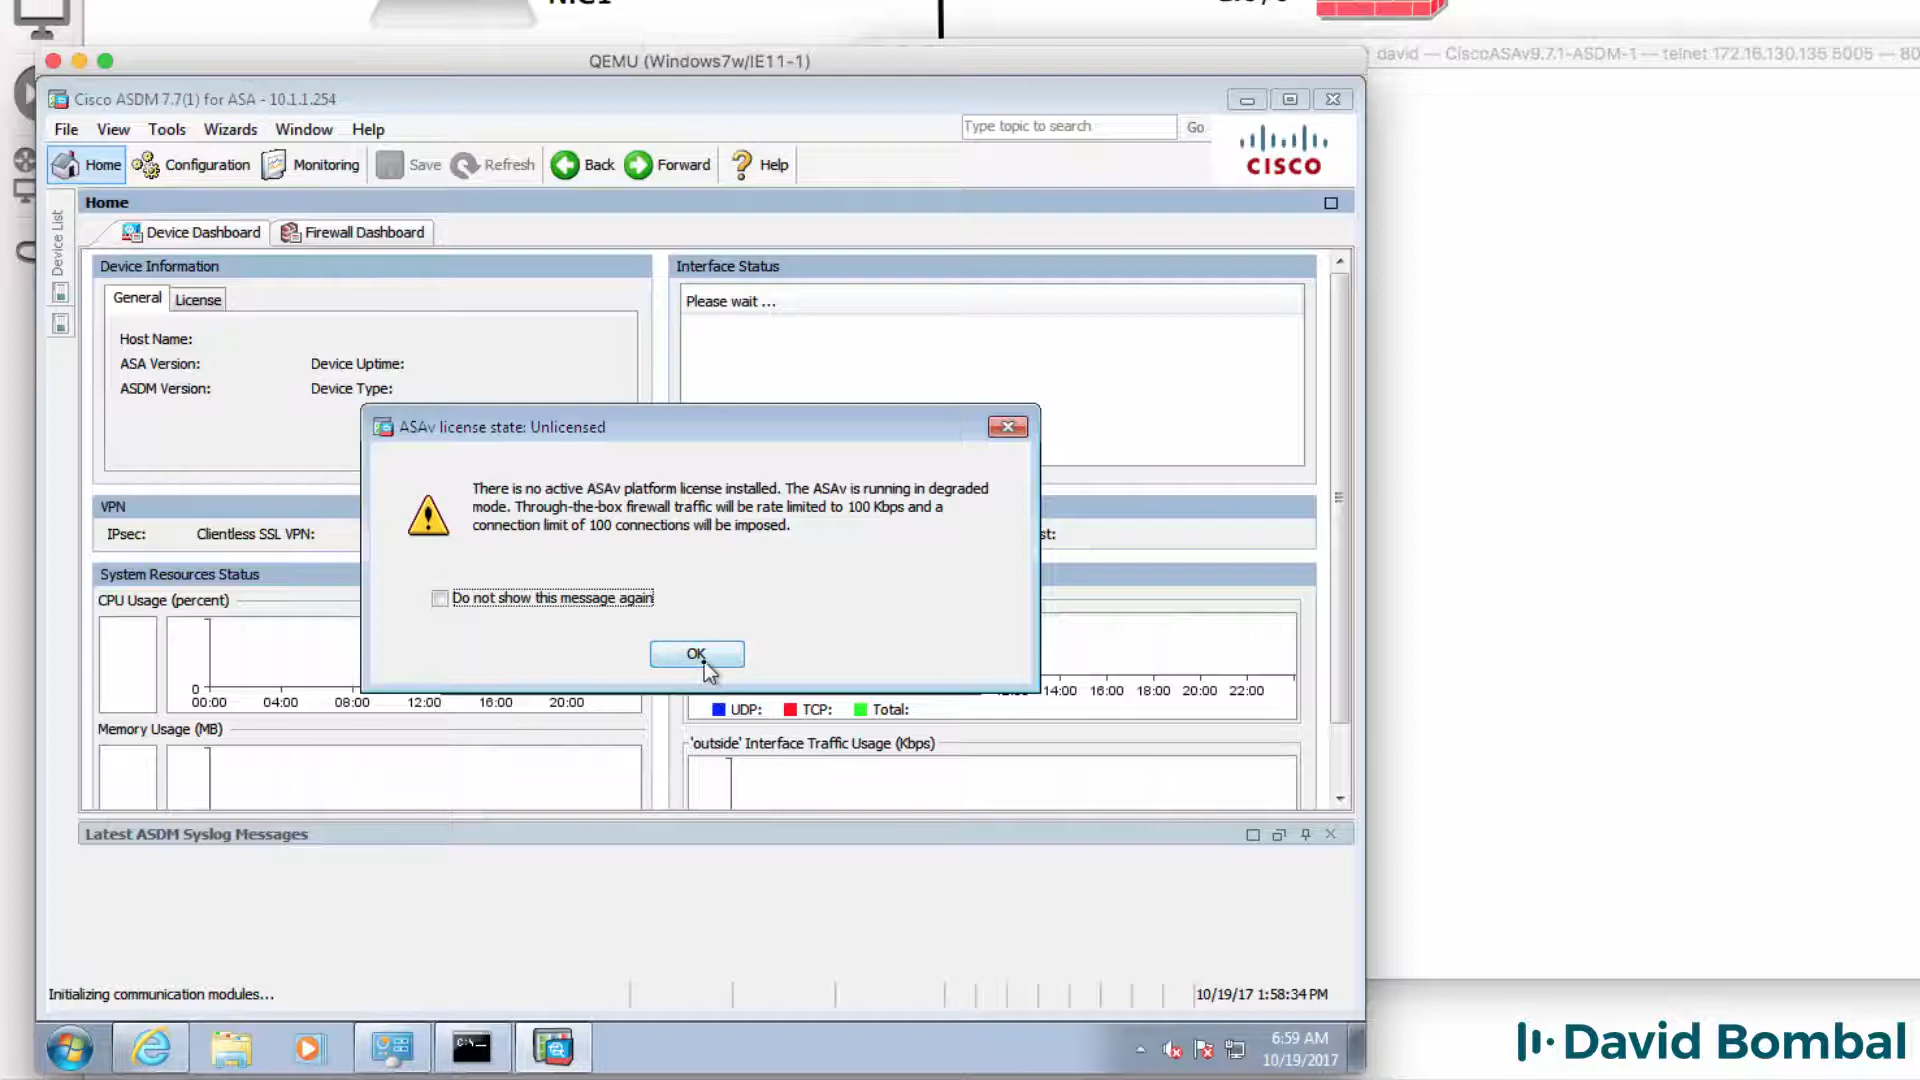 david — CiscoASAv9.7.1-ASDM-1 — telnet 172.16.130.135 5005 — 80
QEMU (Windows7w/IE11-1)
Cisco ASDM 7.7(1) for ASA - 10.1.1.254
File View Tools Wizards Window Help
Type topic to search Go
CISCO
Home Configuration Monitoring Save Refresh Back Forward Help
Device List
Home
Device Dashboard Firewall Dashboard
Device Information
General License
Host Name:
ASA Version: Device Uptime:
ASDM Version: Device Type:
Interface Status
Please wait ...
ASAv license state: Unlicensed
There is no active ASAv platform license installed. The ASAv is running in degraded
mode. Through-the-box firewall traffic will be rate limited to 100 Kbps and a
connection limit of 100 connections will be imposed.
Do not show this message again
OK
VPN
IPsec: Clientless SSL VPN:
System Resources Status
CPU Usage (percent)
0
00:00 04:00 08:00 12:00 16:00 20:00
Memory Usage (MB)
14:00 16:00 18:00 20:00 22:00
UDP: TCP: Total:
'outside' Interface Traffic Usage (Kbps)
Latest ASDM Syslog Messages
Initializing communication modules...
10/19/17 1:58:34 PM
C:\_
6:59 AM
10/19/2017
David Bombal